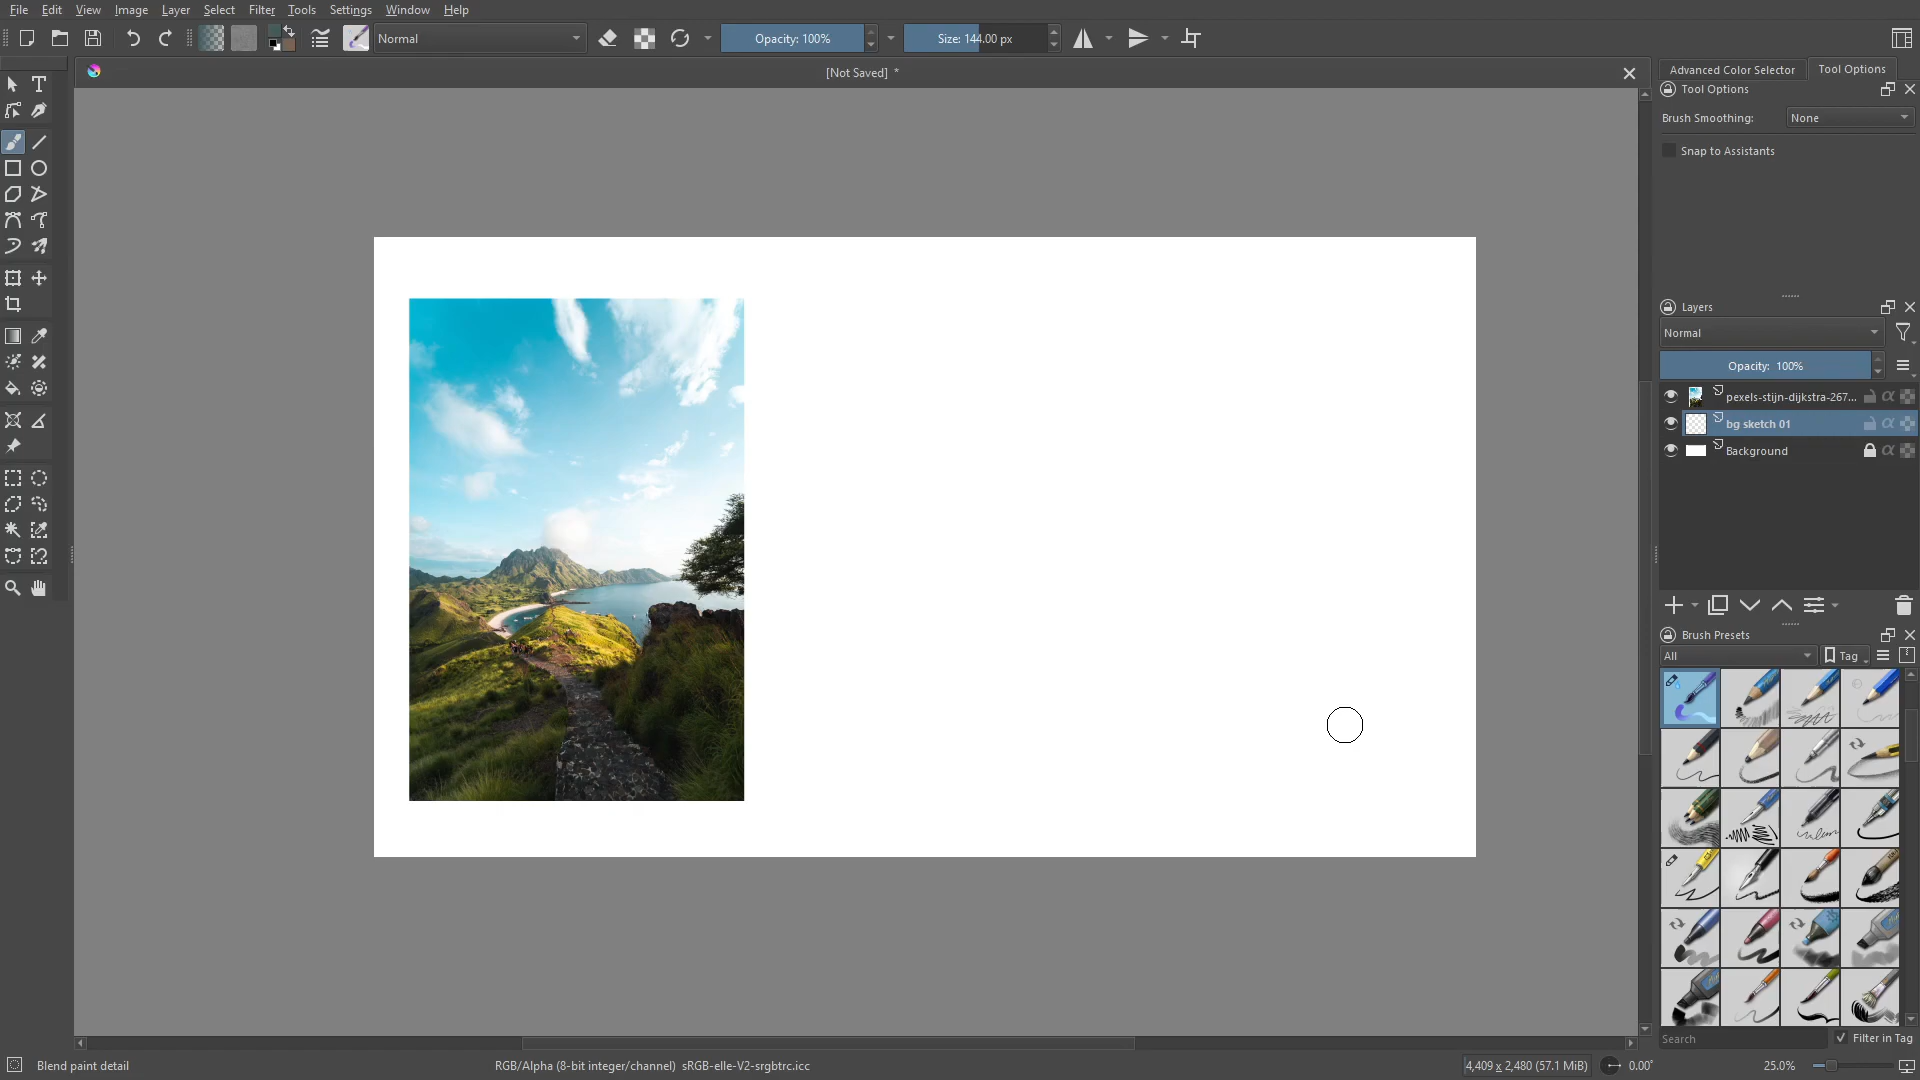 File Edit View Image Layer Select Filter Tools Settings Window Help
Normal
Opacity: 100%
Size: 144.00 px
[Not Saved] *
Advanced Color Selector
Tool Options
Tool Options
Brush Smoothing:
None
Snap to Assistants
Layers
Normal
Opacity: 100%
pexels-stijn-dijkstra-267...
bg sketch 01
Background
Brush Presets
All
Tag
Search
Filter in Tag
Blend paint detail
RGB/Alpha (8-bit integer/channel) sRGB-elle-V2-srgbtrc.icc
4,409 x 2,480 (57.1 MiB)
0.00°
25.0%